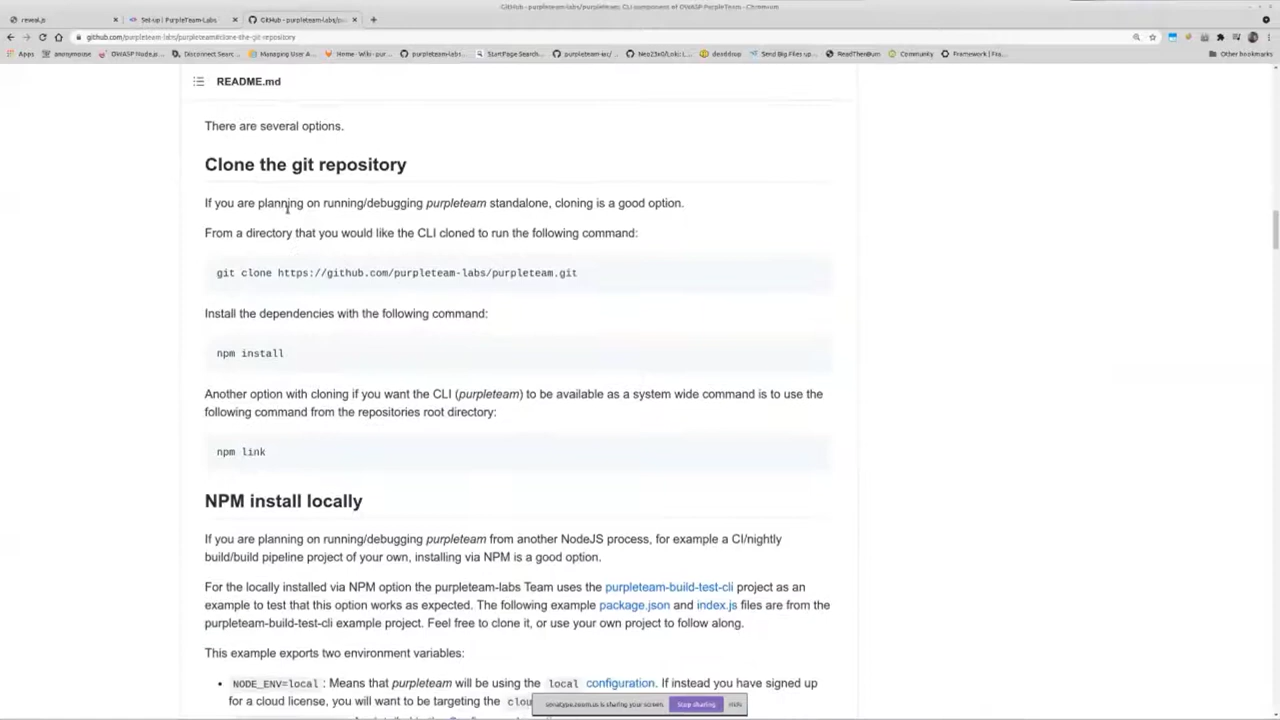 GitHub - purpleteam-labs/purpleteam: CLI component of OWASP PurpleTeam - Chromium
reveal.js
Set-up | PurpleTeam-Labs
GitHub - purpleteam-labs/pu
github.com/purpleteam-labs/purpleteam#clone-the-git-repository
Apps
anonymouse
OWASP Node.js...
Disconnect Searc...
Managing User A...
Home · Wiki · pur...
purpleteam-labs...
StartPage Search...
purpleteam-iac/...
Neo23x0/Loki: L...
deaddrop
Send Big Files up...
ReadThenBurn
Community
Framework | Fra...
Other bookmarks
README.md
There are several options.
Clone the git repository
If you are planning on running/debugging purpleteam standalone, cloning is a good option.
From a directory that you would like the CLI cloned to run the following command:
git clone https://github.com/purpleteam-labs/purpleteam.git
Install the dependencies with the following command:
npm install
Another option with cloning if you want the CLI (purpleteam) to be available as a system wide command is to use the
following command from the repositories root directory:
npm link
NPM install locally
If you are planning on running/debugging purpleteam from another NodeJS process, for example a CI/nightly
build/build pipeline project of your own, installing via NPM is a good option.
For the locally installed via NPM option the purpleteam-labs Team uses the purpleteam-build-test-cli project as an
example to test that this option works as expected. The following example package.json and index.js files are from the
purpleteam-build-test-cli example project. Feel free to clone it, or use your own project to follow along.
This example exports two environment variables:
NODE_ENV=local : Means that purpleteam will be using the local configuration. If instead you have signed up
for a cloud license, you will want to be targeting the clou
sonatype.zoom.us is sharing your screen.
Stop sharing
Hide